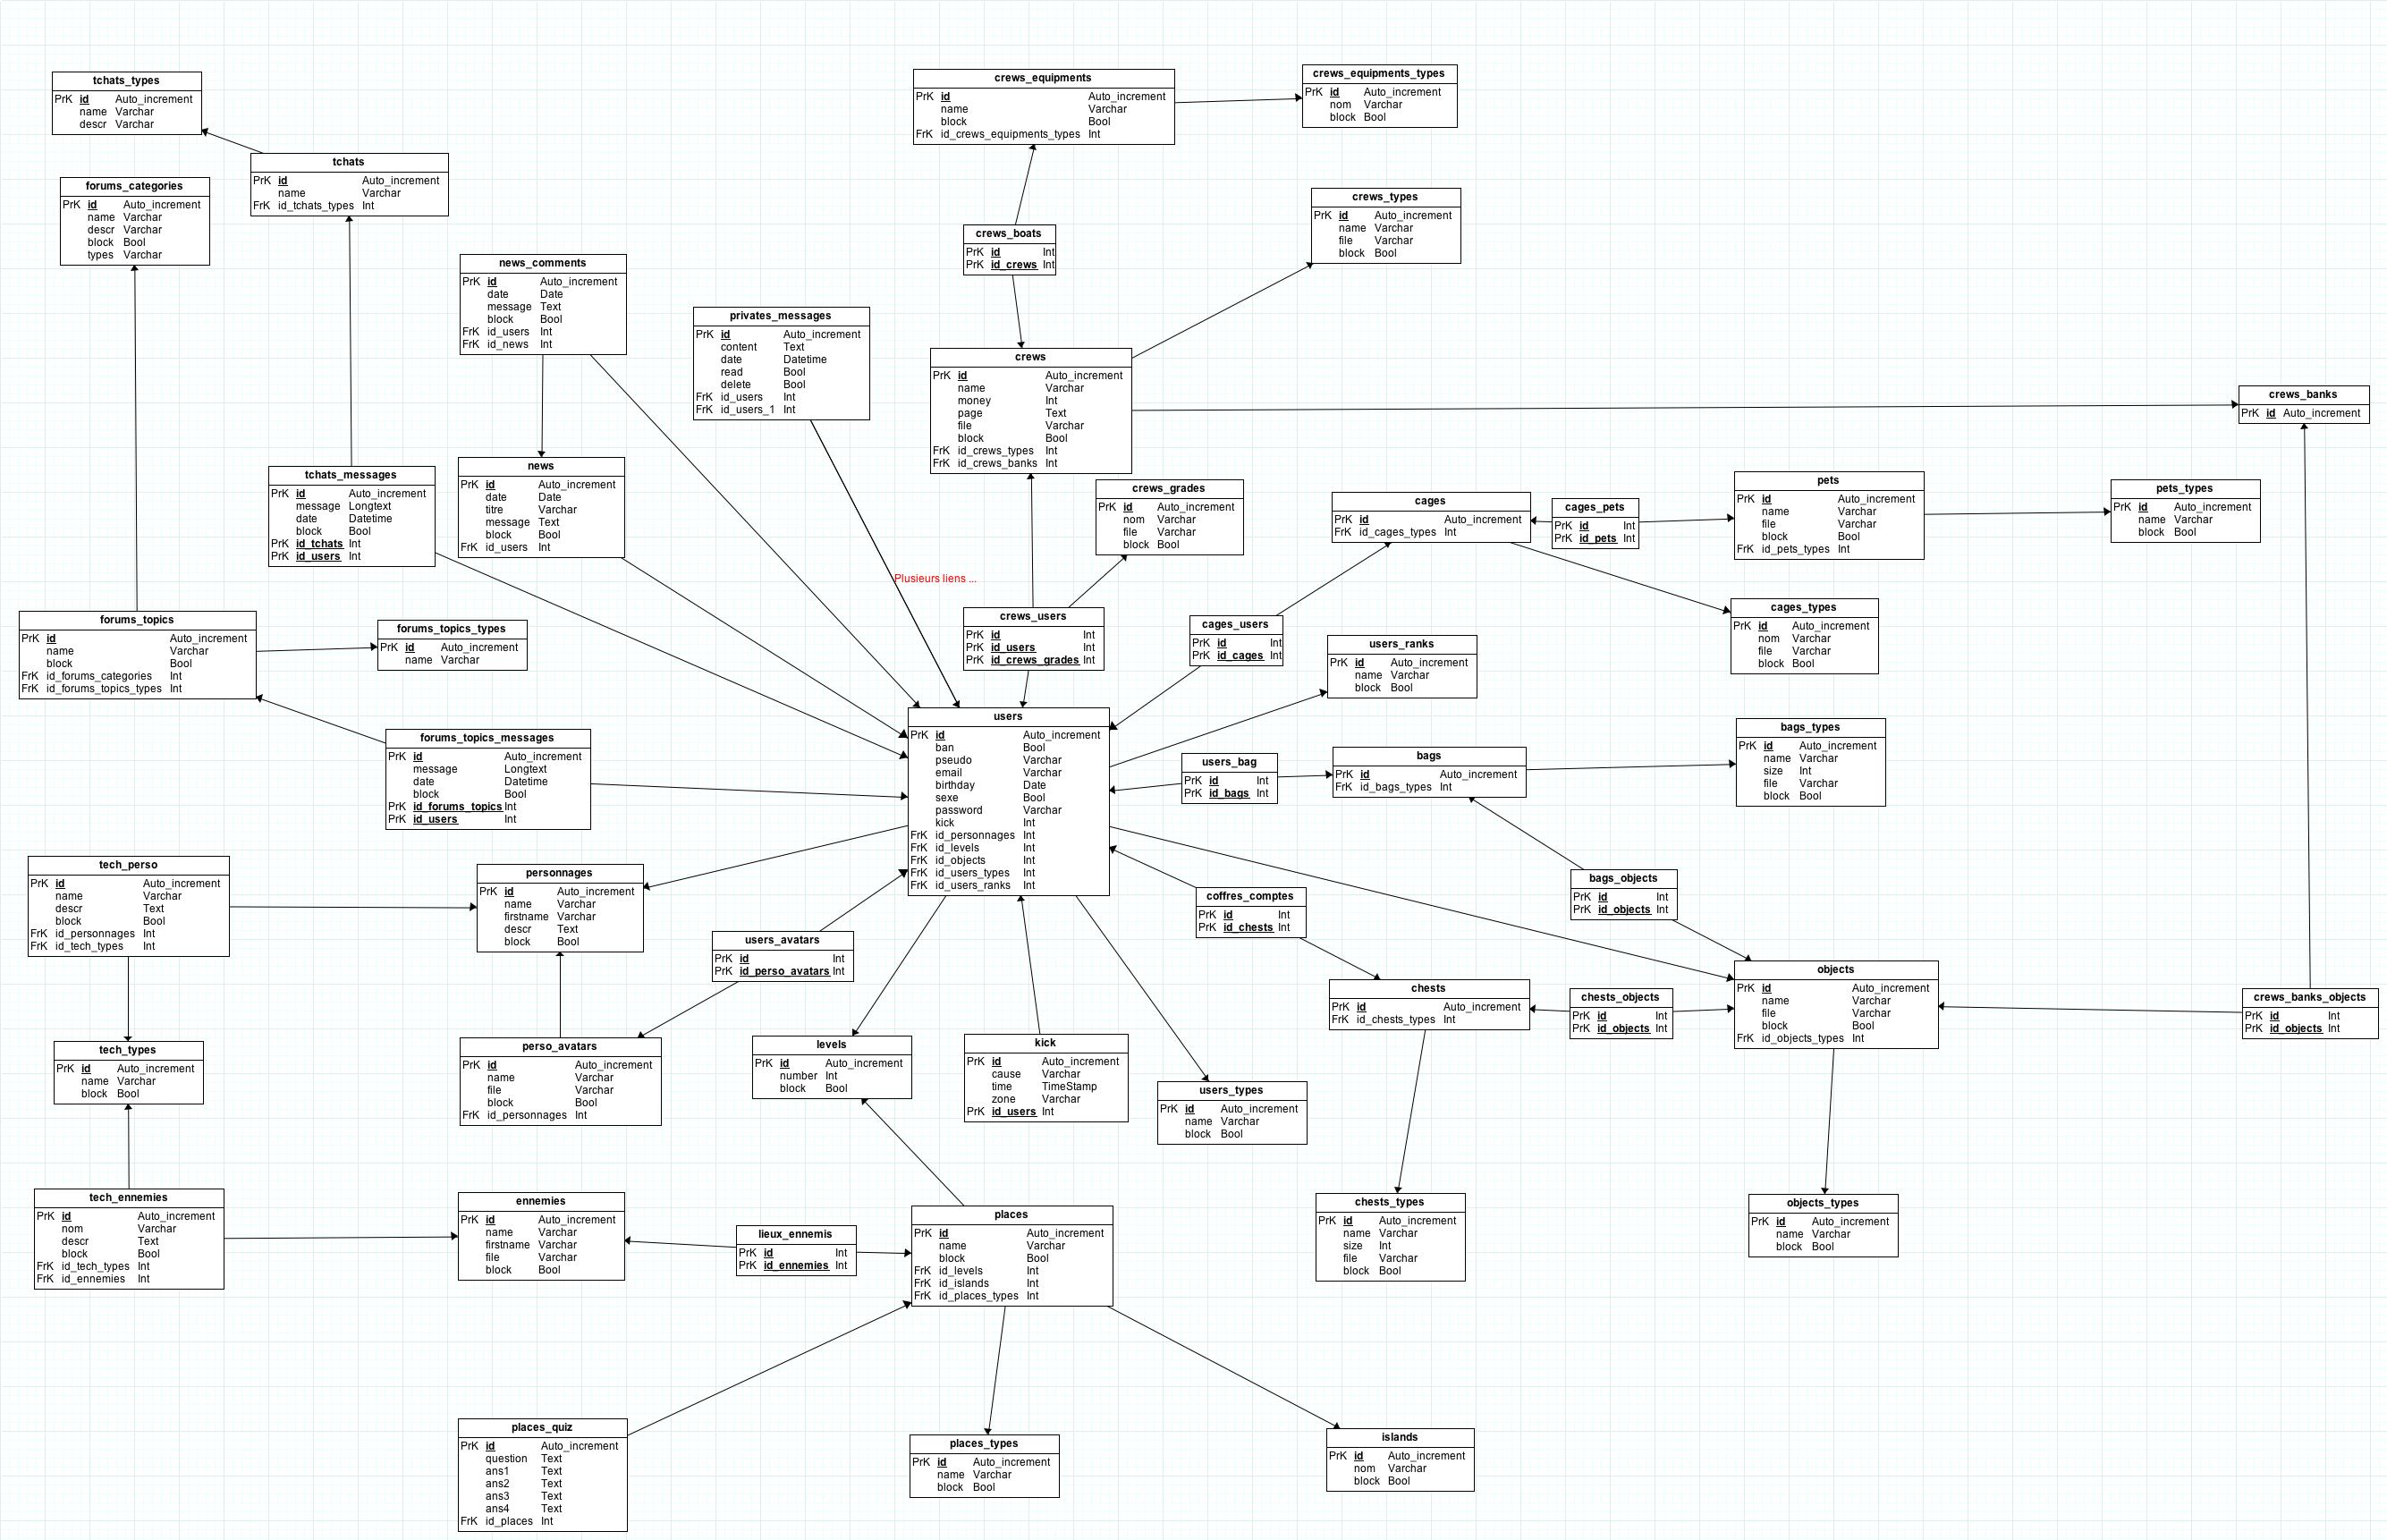 tchats_types
PrK id Auto_increment
name Varchar
descr Varchar
crews_equipments
PrK id Auto_increment
name Varchar
block Bool
FrK id_crews_equipments_types Int
crews_equipments_types
PrK id Auto_increment
nom Varchar
block Bool
tchats
PrK id Auto_increment
name Varchar
FrK id_tchats_types Int
forums_categories
PrK id Auto_increment
name Varchar
descr Varchar
block Bool
types Varchar
crews_types
PrK id Auto_increment
name Varchar
file Varchar
block Bool
crews_boats
PrK id Int
PrK id_crews Int
news_comments
PrK id Auto_increment
date Date
message Text
block Bool
FrK id_users Int
FrK id_news Int
privates_messages
PrK id Auto_increment
content Text
date Datetime
read Bool
delete Bool
FrK id_users Int
FrK id_users_1 Int
crews
PrK id Auto_increment
name Varchar
money Int
page Text
file Varchar
block Bool
FrK id_crews_types Int
FrK id_crews_banks Int
crews_banks
PrK id Auto_increment
tchats_messages
PrK id Auto_increment
message Longtext
date Datetime
block Bool
PrK id_tchats Int
PrK id_users Int
news
PrK id Auto_increment
date Date
titre Varchar
message Text
block Bool
FrK id_users Int
crews_grades
PrK id Auto_increment
nom Varchar
file Varchar
block Bool
cages
PrK id Auto_increment
FrK id_cages_types Int
cages_pets
PrK id Int
PrK id_pets Int
pets
PrK id Auto_increment
name Varchar
file Varchar
block Bool
FrK id_pets_types Int
pets_types
PrK id Auto_increment
name Varchar
block Bool
Plusieurs liens ...
forums_topics
PrK id Auto_increment
name Varchar
block Bool
FrK id_forums_categories Int
FrK id_forums_topics_types Int
forums_topics_types
PrK id Auto_increment
name Varchar
crews_users
PrK id Int
PrK id_users Int
PrK id_crews_grades Int
cages_users
PrK id Int
PrK id_cages Int
users_ranks
PrK id Auto_increment
name Varchar
block Bool
cages_types
PrK id Auto_increment
nom Varchar
file Varchar
block Bool
forums_topics_messages
PrK id Auto_increment
message Longtext
date Datetime
block Bool
PrK id_forums_topics Int
PrK id_users Int
users
PrK id Auto_increment
ban Bool
pseudo Varchar
email Varchar
birthday Date
sexe Bool
password Varchar
kick Int
FrK id_personnages Int
FrK id_levels Int
FrK id_objects Int
FrK id_users_types Int
FrK id_users_ranks Int
users_bag
PrK id Int
PrK id_bags Int
bags
PrK id Auto_increment
FrK id_bags_types Int
bags_types
PrK id Auto_increment
name Varchar
size Int
file Varchar
block Bool
tech_perso
PrK id Auto_increment
name Varchar
descr Text
block Bool
FrK id_personnages Int
FrK id_tech_types Int
personnages
PrK id Auto_increment
name Varchar
firstname Varchar
descr Text
block Bool
users_avatars
PrK id Int
PrK id_perso_avatars Int
coffres_comptes
PrK id Int
PrK id_chests Int
bags_objects
PrK id Int
PrK id_objects Int
chests
PrK id Auto_increment
FrK id_chests_types Int
chests_objects
PrK id Int
PrK id_objects Int
objects
PrK id Auto_increment
name Varchar
file Varchar
block Bool
FrK id_objects_types Int
crews_banks_objects
PrK id Int
PrK id_objects Int
tech_types
PrK id Auto_increment
name Varchar
block Bool
perso_avatars
PrK id Auto_increment
name Varchar
file Varchar
block Bool
FrK id_personnages Int
levels
PrK id Auto_increment
number Int
block Bool
kick
PrK id Auto_increment
cause Varchar
time TimeStamp
zone Varchar
PrK id_users Int
users_types
PrK id Auto_increment
name Varchar
block Bool
tech_ennemies
PrK id Auto_increment
nom Varchar
descr Text
block Bool
FrK id_tech_types Int
FrK id_ennemies Int
ennemies
PrK id Auto_increment
name Varchar
firstname Varchar
file Varchar
block Bool
lieux_ennemis
PrK id Int
PrK id_ennemies Int
places
PrK id Auto_increment
name Varchar
block Bool
FrK id_levels Int
FrK id_islands Int
FrK id_places_types Int
chests_types
PrK id Auto_increment
name Varchar
size Int
file Varchar
block Bool
objects_types
PrK id Auto_increment
name Varchar
block Bool
places_quiz
PrK id Auto_increment
question Text
ans1 Text
ans2 Text
ans3 Text
ans4 Text
FrK id_places Int
places_types
PrK id Auto_increment
name Varchar
block Bool
islands
PrK id Auto_increment
nom Varchar
block Bool